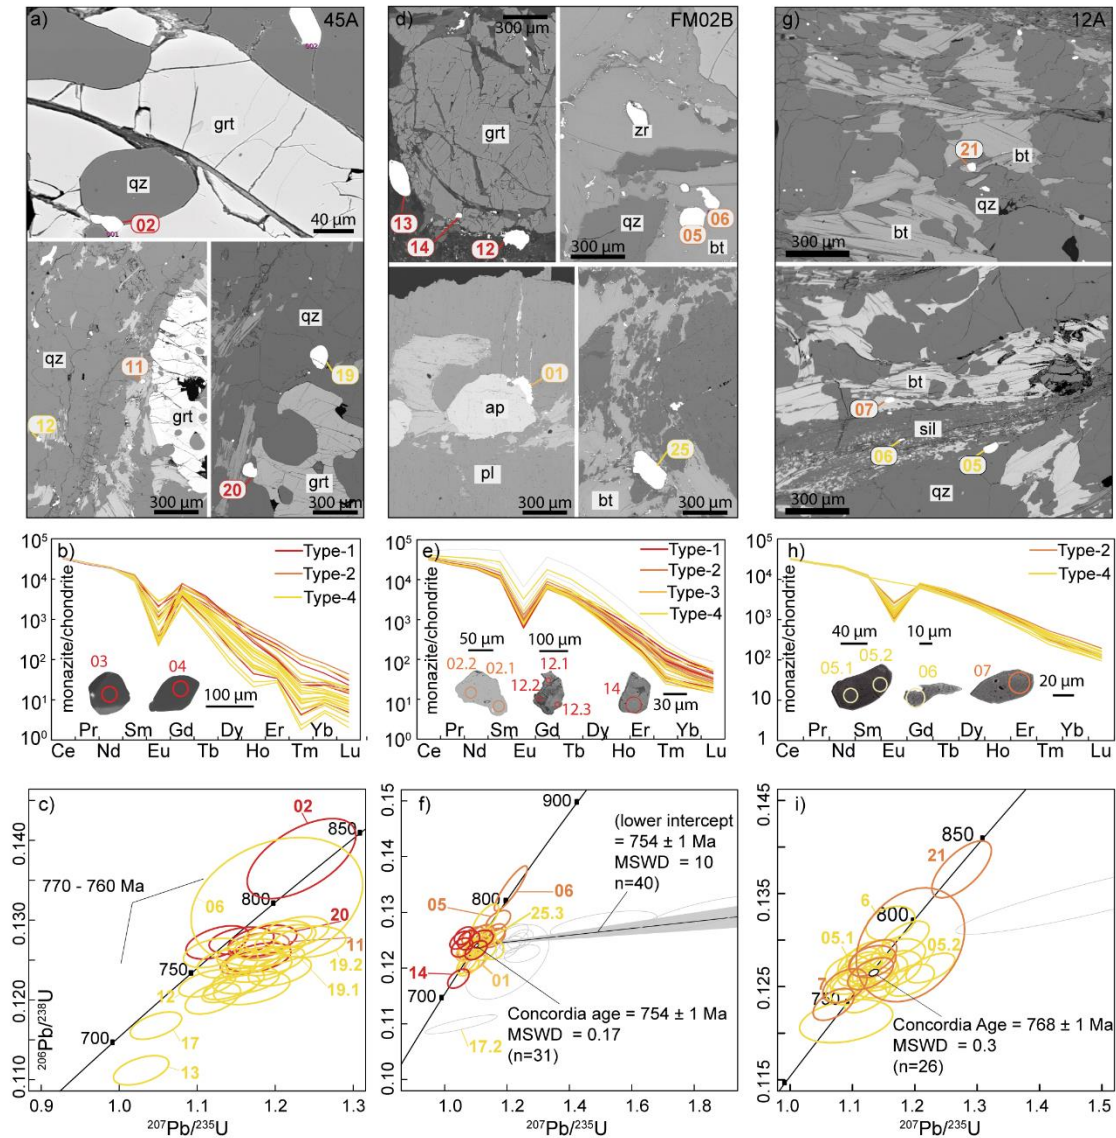 a)
45A
grt
qz
02
40 µm
qz
11
12
grt
300 µm
qz
19
20
grt
300 µm
d)
FM02B
300 µm
grt
13
14
12
zr
qz
06
05
bt
300 µm
01
ap
pl
25
bt
300 µm
300 µm
g)
12A
21
bt
qz
bt
300 µm
bt
07
sil
06
05
qz
300 µm
b)
monazite/chondrite
10⁵
10⁴
10³
10²
10¹
10⁰
Type-1
Type-2
Type-4
03
04
100 µm
Pr Sm Gd Dy Er Yb
Ce Nd Eu Tb Ho Tm Lu
e)
monazite/chondrite
10⁵
10⁴
10³
10²
10¹
10⁰
Type-1
Type-2
Type-3
Type-4
50 µm
100 µm
02.2
02.1
12.1
12.2
12.3
14
30 µm
Pr Sm Gd Dy Er Yb
Ce Nd Eu Tb Ho Tm Lu
h)
monazite/chondrite
10⁵
10⁴
10³
10²
10
1
Type-2
Type-4
40 µm
10 µm
05.2
05.1
06
07
20 µm
Pr Sm Gd Dy Er Yb
Ce Nd Eu Tb Ho Tm Lu
c)
²⁰⁶Pb/²³⁸U
0.140
0.130
0.120
0.110
02
850
770 - 760 Ma
800
06
20
750
11
19.2
12
19.1
700
17
13
0.9 1.0 1.1 1.2 1.3
²⁰⁷Pb/²³⁵U
f)
0.15
0.14
0.13
0.12
0.11
0.10
900
(lower intercept
= 754 ± 1 Ma
MSWD = 10
n=40)
800
06
05
25.3
14
01
700
Concordia age = 754 ± 1 Ma
MSWD = 0.17
(n=31)
17.2
1.0 1.2 1.4 1.6 1.8
²⁰⁷Pb/²³⁵U
i)
0.145
0.135
0.125
0.115
850
21
6
800
05.1
05.2
7
750
Concordia Age = 768 ± 1 Ma
MSWD = 0.3
(n=26)
1.0 1.1 1.2 1.3 1.4 1.5
²⁰⁷Pb/²³⁵U